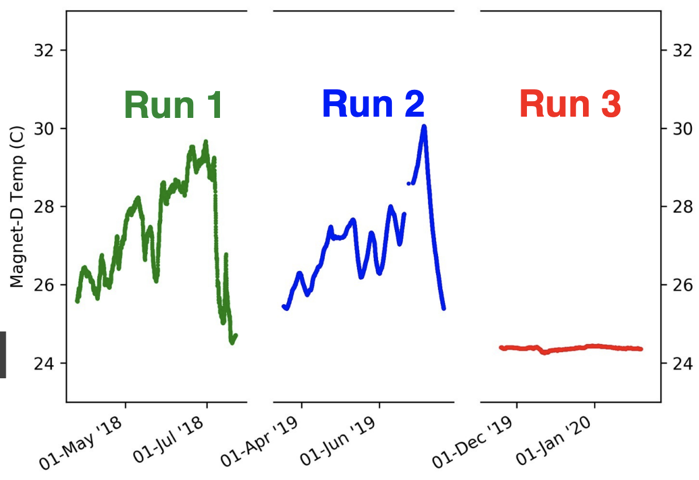 Magnet-D Temp (C)
32
30
28
26
24
Run 1
Run 2
Run 3
32
30
28
26
24
01-May '18
01-Jul '18
01-Apr '19
01-Jun '19
01-Dec '19
01-Jan '20